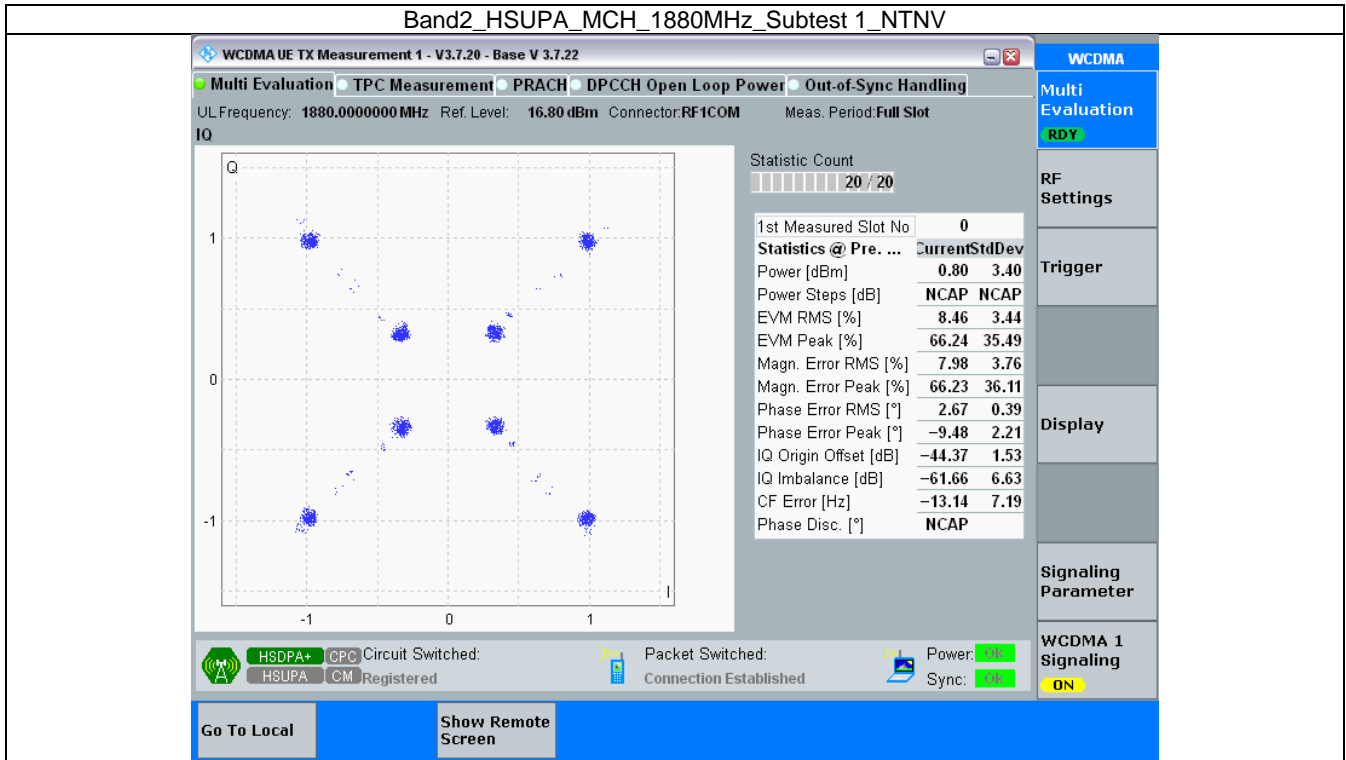 Band2_HSUPA_MCH_1880MHz_Subtest 1_NTNV
WCDMA UE TX Measurement 1 - V3.7.20 - Base V 3.7.22
WCDMA
Multi Evaluation TPC Measurement PRACH DPCCH Open Loop Power Out-of-Sync Handling
Multi
Evaluation
RDY
UL Frequency: 1880.0000000 MHz Ref. Level: 16.80 dBm Connector:RF1COM Meas. Period:Full Slot
IQ
Q
1
0
-1
-1 0 1
I
Statistic Count
20 / 20
1st Measured Slot No 0
Statistics @ Pre. ... CurrentStdDev
Power [dBm] 0.80 3.40
Power Steps [dB] NCAP NCAP
EVM RMS [%] 8.46 3.44
EVM Peak [%] 66.24 35.49
Magn. Error RMS [%] 7.98 3.76
Magn. Error Peak [%] 66.23 36.11
Phase Error RMS [°] 2.67 0.39
Phase Error Peak [°] −9.48 2.21
IQ Origin Offset [dB] −44.37 1.53
IQ Imbalance [dB] −61.66 6.63
CF Error [Hz] −13.14 7.19
Phase Disc. [°] NCAP
RF
Settings
Trigger
Display
Signaling
Parameter
WCDMA 1
Signaling
ON
HSDPA+ CPC Circuit Switched: Packet Switched: Power: Ok
HSUPA CM Registered Connection Established Sync: Ok
Go To Local
Show Remote
Screen